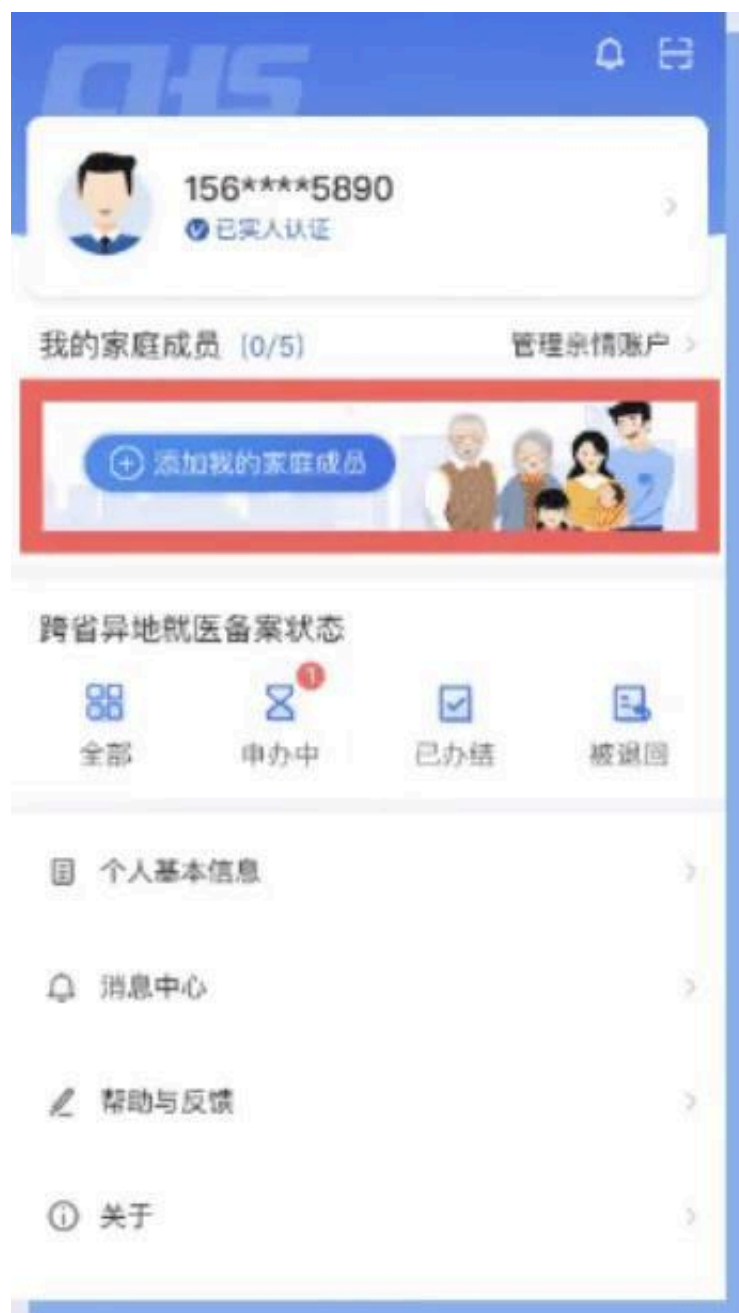 CHS
156****5890
已实人认证
我的家庭成员 (0/5) 管理亲情账户
添加我的家庭成员
跨省异地就医备案状态
1
全部 申办中 已办结 被退回
个人基本信息
消息中心
帮助与反馈
关于